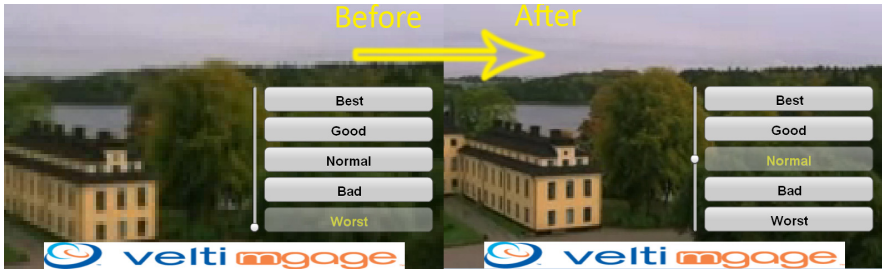 Before
After
Best
Good
Normal
Bad
Worst
velti mgage
Best
Good
Normal
Bad
Worst
velti mgage